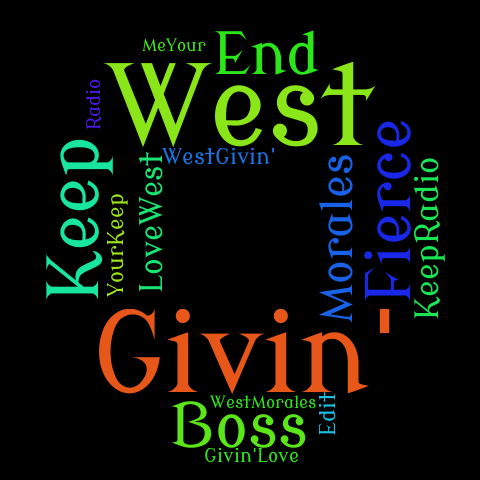 MeYour
End
West
Radio
WestGivin'
Keep
YourKeep
LoveWest
Morales
Fierce
KeepRadio
Givin'
WestMorales
Edit
Boss
Givin'Love